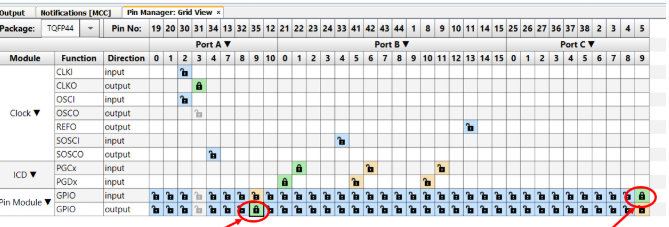 Output Notifications [MCC] Pin Manager: Grid View ×
Package: TQFP44 Pin No: 19 20 30 31 34 13 32 35 12 21 22 23 24 33 41 42 43 44 1 8 9 10 11 14 15 25 26 27 36 37 38 2 3 4 5
Port A ▼ Port B ▼ Port C ▼
Module Function Direction 0 1 2 3 4 7 8 9 10 0 1 2 3 4 5 6 7 8 9 10 11 12 13 14 15 0 1 2 3 4 5 6 7 8 9
Clock ▼
CLKI input
CLKO output
OSCI input
OSCO output
REFO output
SOSCI input
SOSCO output
ICD ▼
PGCx input
PGDx input
Pin Module ▼
GPIO input
GPIO output